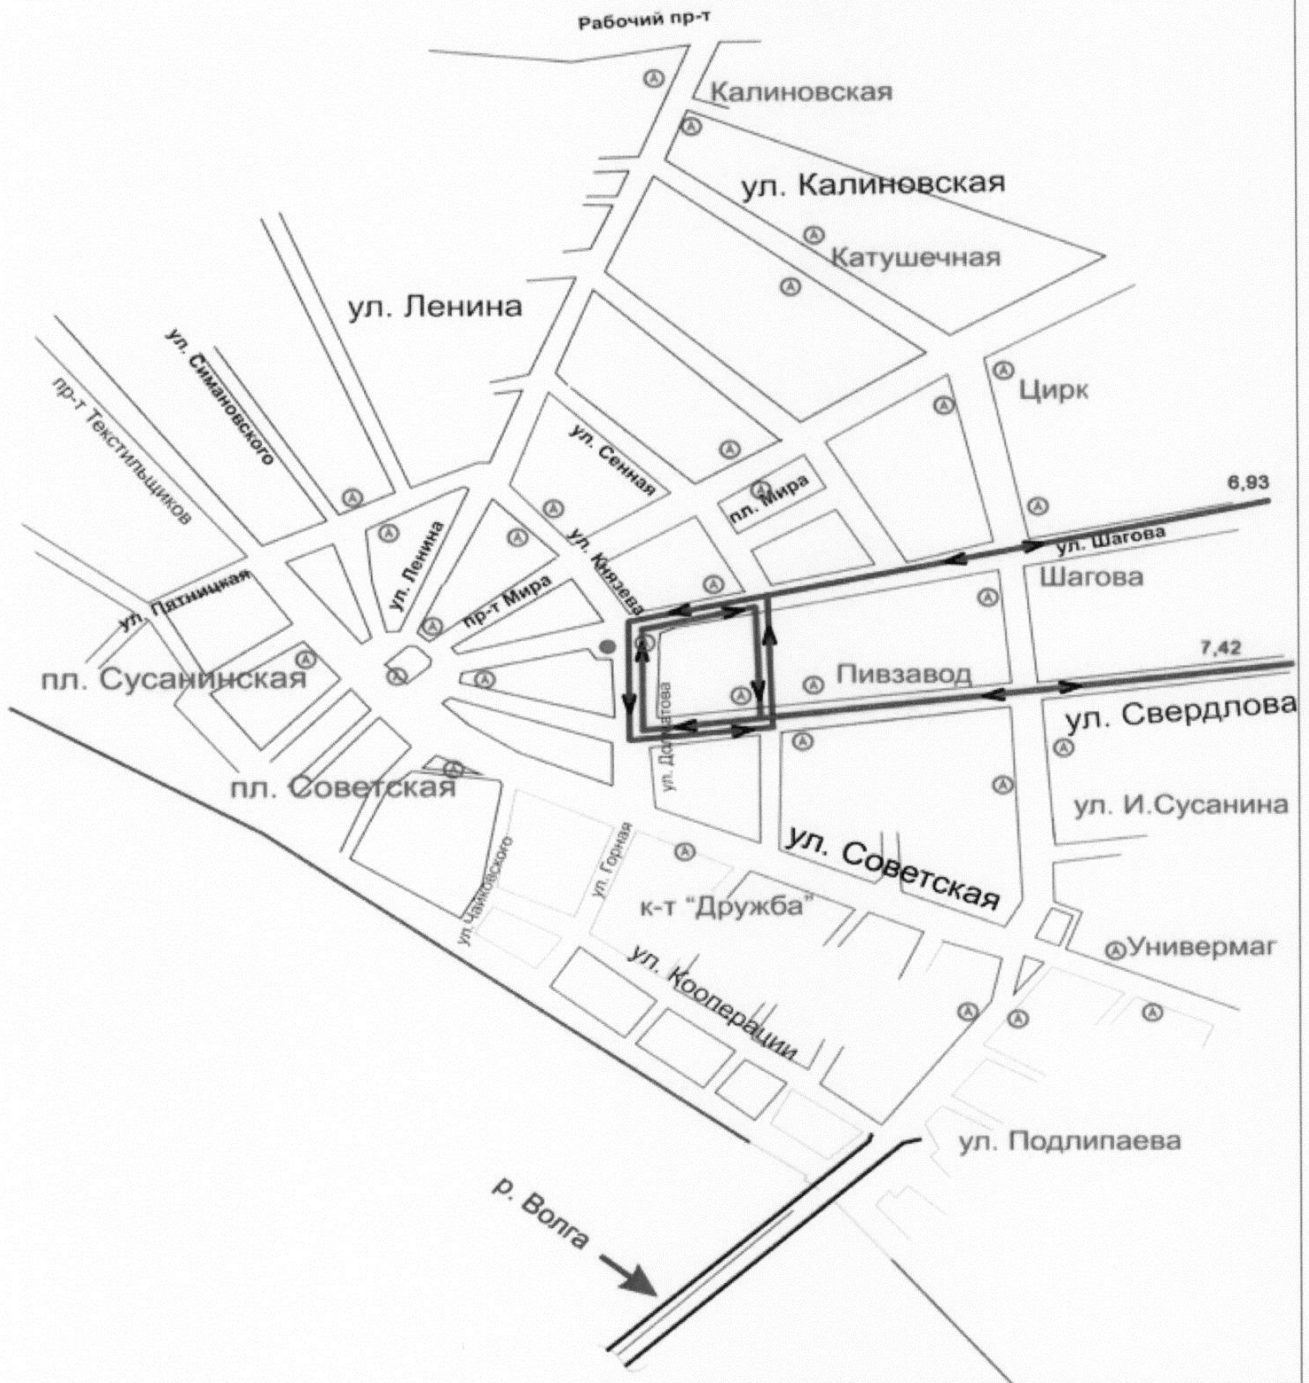 Рабочий пр-т
Калиновская
ул. Калиновская
Катушечная
ул. Ленина
ул. Симановского
пр-т Текстильщиков
Цирк
ул. Сенная
6,93
пл. Мира
ул. Шагова
ул. Князева
ул. Ленина
Шагова
ул. Пятницкая
пр-т Мира
7,42
пл. Сусанинская
Пивзавод
ул. Свердлова
ул. Долматова
пл. Советская
ул. И.Сусанина
ул. Советская
ул. Горная
ул.Чайковского
к-т "Дружба"
Универмаг
ул. Кооперации
ул. Подлипаева
р. Волга